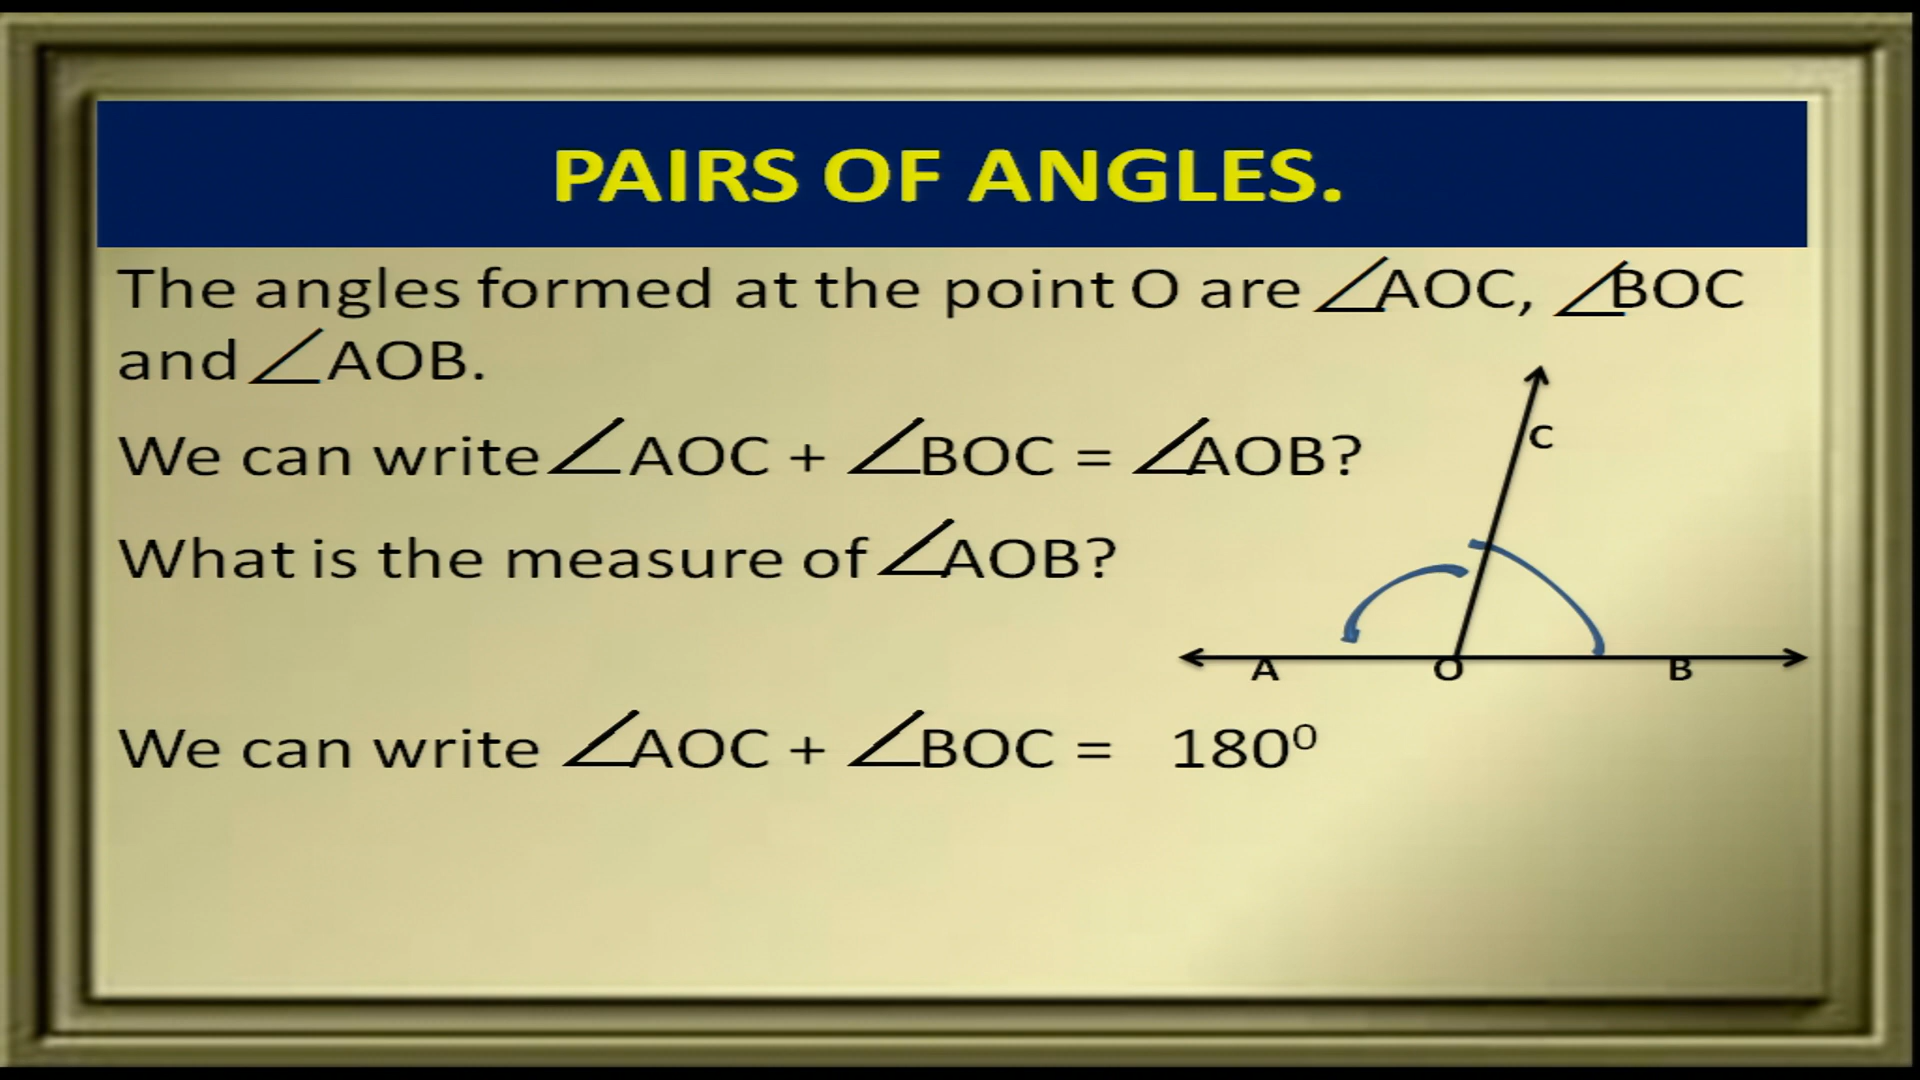 PAIRS OF ANGLES.
The angles formed at the point O are ∠AOC, ∠BOC
and ∠AOB.
We can write ∠AOC + ∠BOC = ∠AOB?
What is the measure of ∠AOB?
C
A O B
We can write ∠AOC + ∠BOC = 180⁰